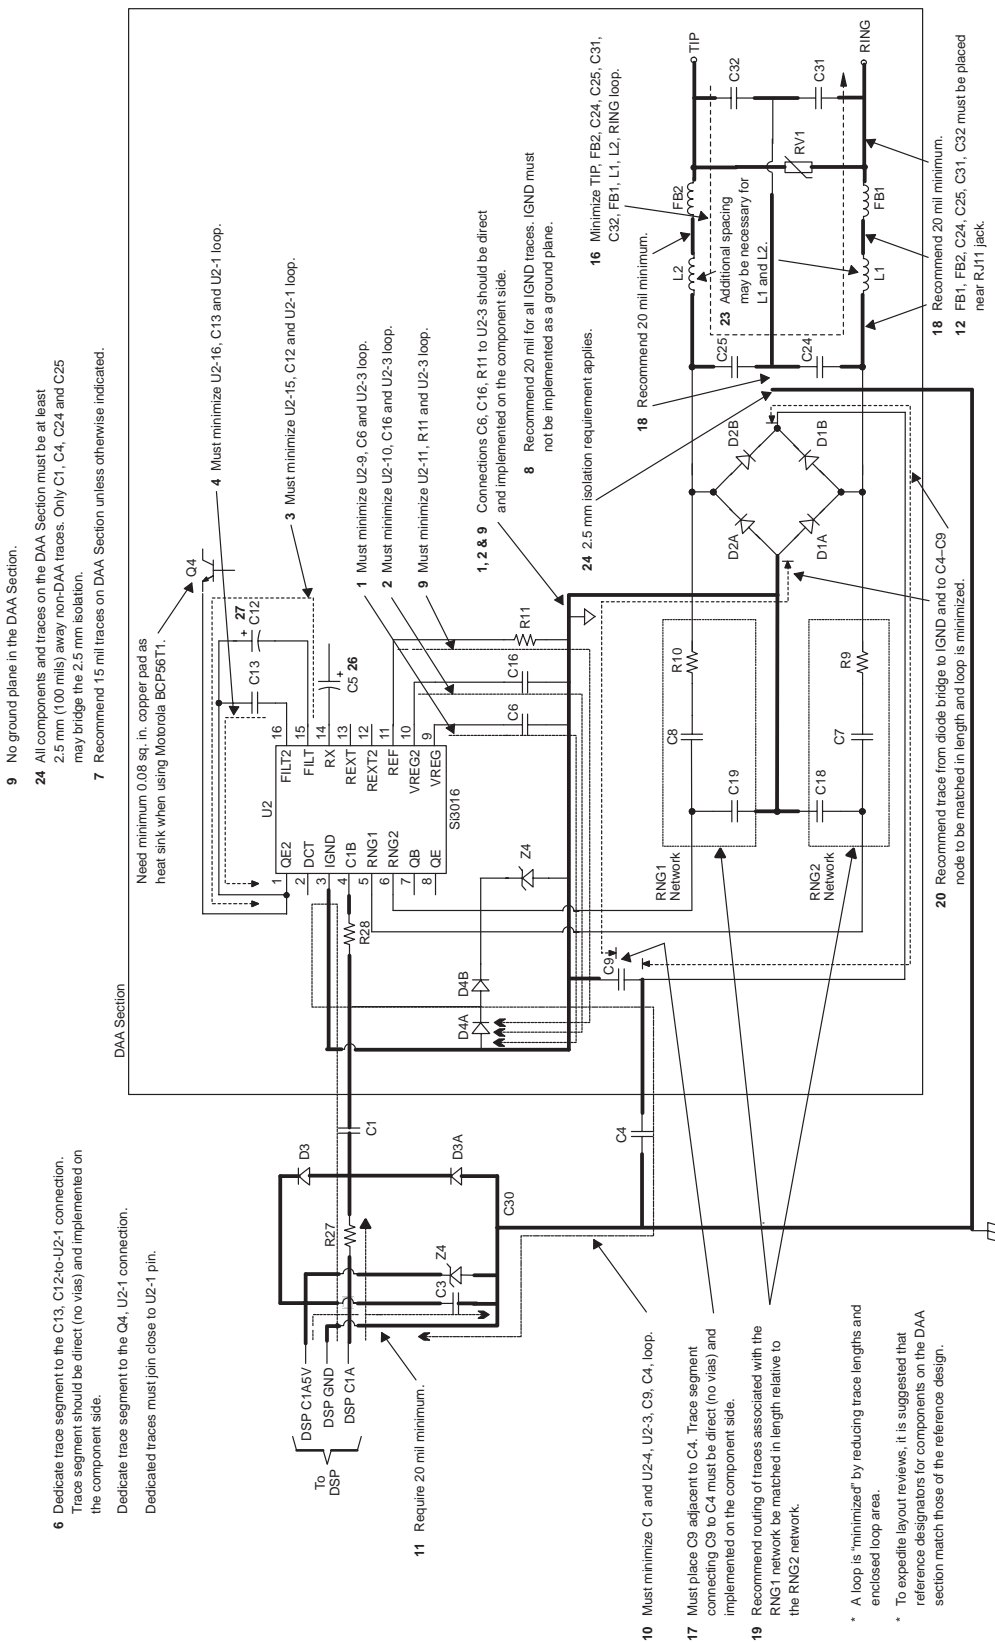 9 No ground plane in the DAA Section.
24 All components and traces on the DAA Section must be at least
2.5 mm (100 mils) away non-DAA traces. Only C1, C4, C24 and C25
may bridge the 2.5 mm isolation.
7 Recommend 15 mil traces on DAA Section unless otherwise indicated.
6 Dedicate trace segment to the C13, C12-to-U2-1 connection.
Trace segment should be direct (no vias) and implemented on
the component side.
Dedicate trace segment to the Q4, U2-1 connection.
Dedicated traces must join close to U2-1 pin.
DAA Section
Need minimum 0.08 sq. in. copper pad as
heat sink when using Motorola BCP56T1.
Q4
4 Must minimize U2-16, C13 and U2-1 loop.
3 Must minimize U2-15, C12 and U2-1 loop.
1 Must minimize U2-9, C6 and U2-3 loop.
2 Must minimize U2-10, C16 and U2-3 loop.
9 Must minimize U2-11, R11 and U2-3 loop.
1, 2 & 9 Connections C6, C16, R11 to U2-3 should be direct
and implemented on the component side.
8 Recommend 20 mil for all IGND traces. IGND must
not be implemented as a ground plane.
24 2.5 mm isolation requirement applies.
18 Recommend 20 mil minimum.
16 Minimize TIP, FB2, C24, C25, C31,
C32, FB1, L1, L2, RING loop.
C13
+
27
C12
+
C5 26
U2
Si3016
1 QE2
2 DCT
3 IGND
4 C1B
5 RNG1
6 RNG2
7 QB
8 QE
FILT2 16
FILT 15
RX 14
REXT 13
REXT2 12
REF 11
VREG2 10
VREG 9
R11
C16
C6
Z4
R28
D4A
D4B
C9
C1
D3
D3A
R27
Z4
C3
C30
C4
To
DSP
DSP C1A5V
DSP GND
DSP C1A
11 Require 20 mil minimum.
RNG1
Network
C8
R10
C19
RNG2
Network
C18
C7
R9
D2A
D2B
D1A
D1B
C25
C24
L2
FB2
L1
FB1
23 Additional spacing
may be necessary for
L1 and L2.
RV1
C32
C31
TIP
RING
18 Recommend 20 mil minimum.
12 FB1, FB2, C24, C25, C31, C32 must be placed
near RJ11 jack.
20 Recommend trace from diode bridge to IGND and to C4–C9
node to be matched in length and loop is minimized.
10 Must minimize C1 and U2-4, U2-3, C9, C4, loop.
17 Must place C9 adjacent to C4. Trace segment
connecting C9 to C4 must be direct (no vias) and
implemented on the component side.
19 Recommend routing of traces associated with the
RNG1 network be matched in length relative to
the RNG2 network.
* A loop is "minimized" by reducing trace lengths and
enclosed loop area.
* To expedite layout reviews, it is suggested that
reference designators for components on the DAA
section match those of the reference design.